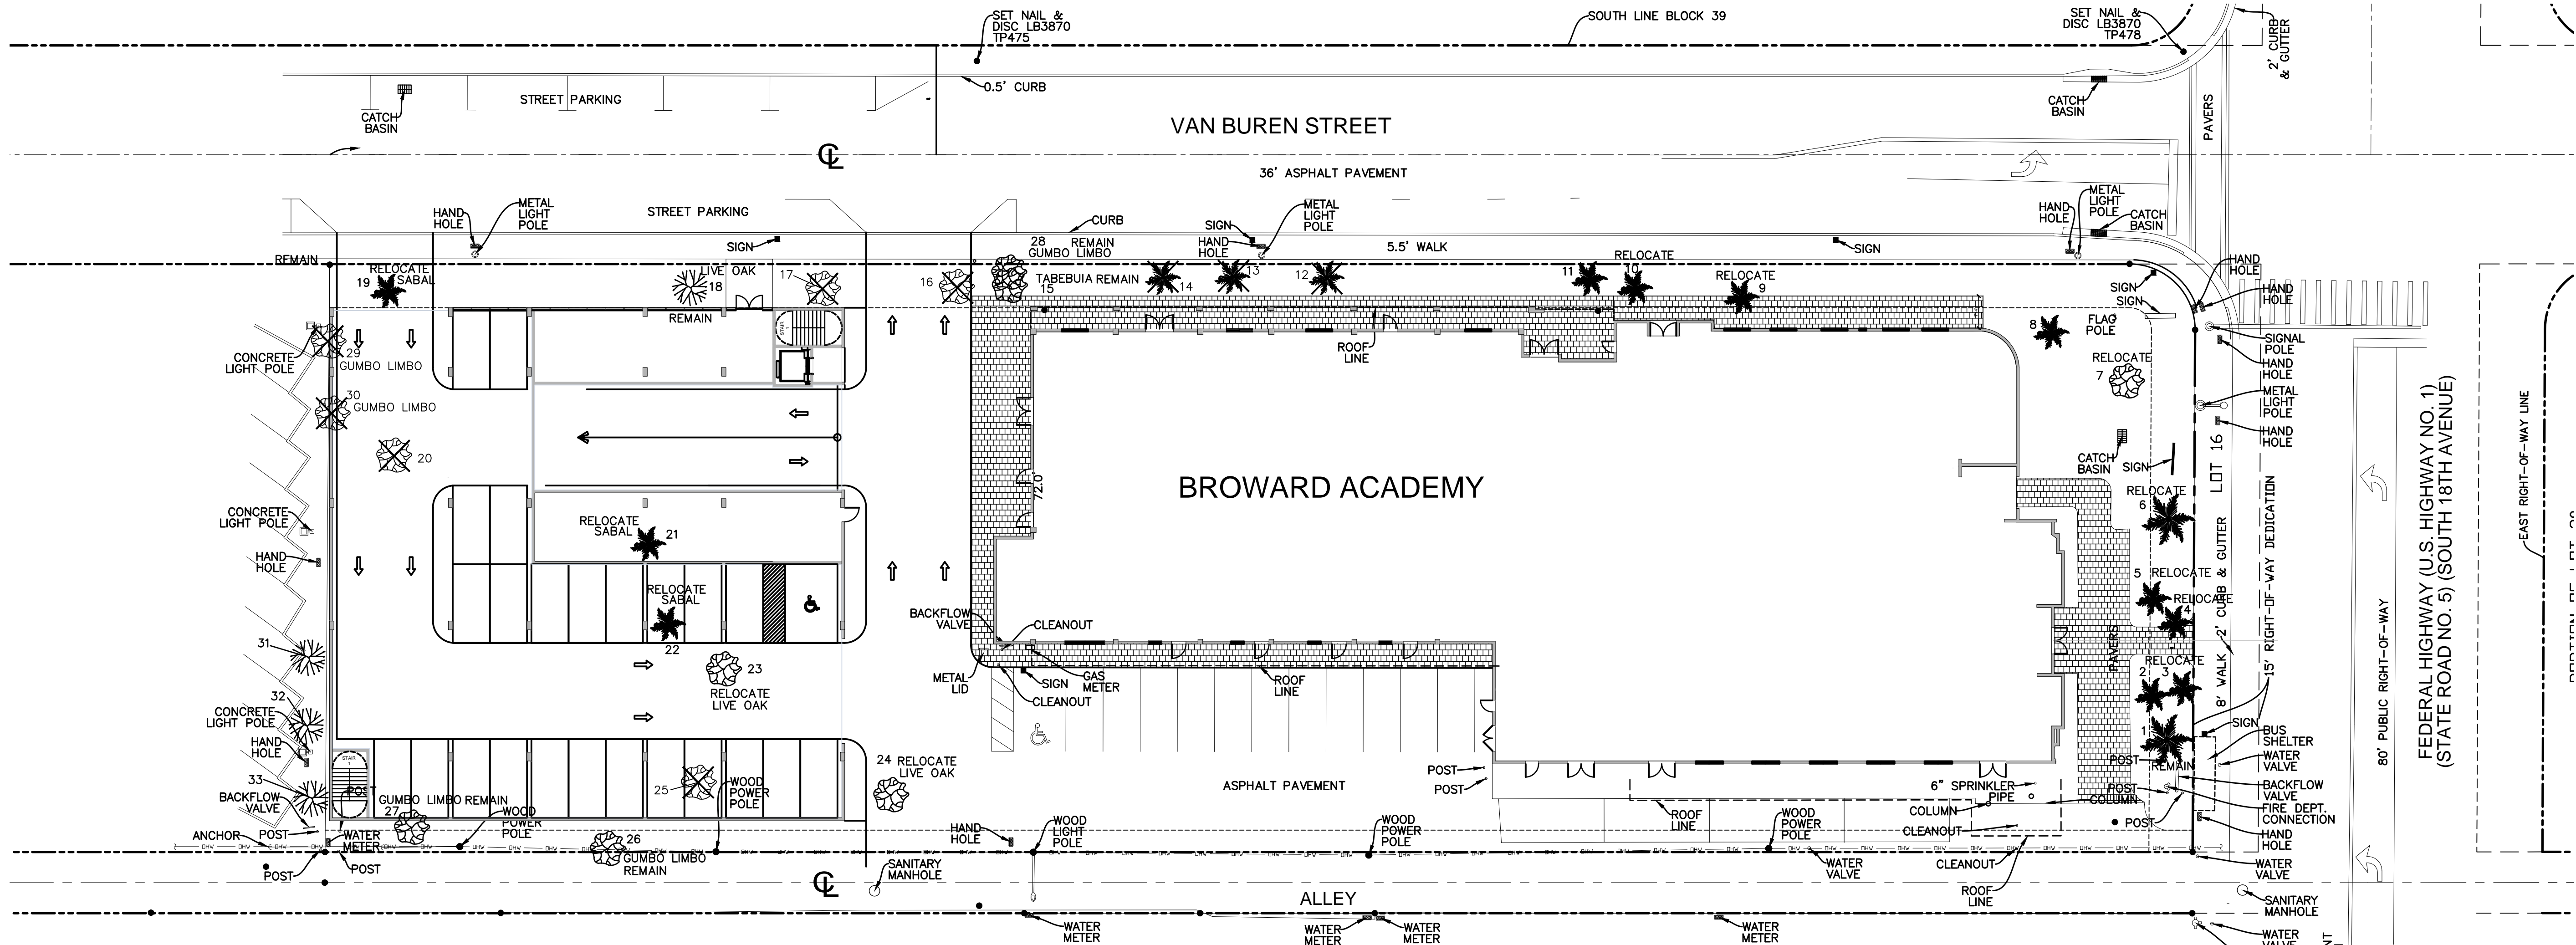 SET NAIL &
DISC LB3870
TP475
SOUTH LINE BLOCK 39
SET NAIL &
DISC LB3870
TP478
2' CURB
& GUTTER
0.5' CURB
STREET PARKING
CATCH
BASIN
CATCH
BASIN
PAVERS
VAN BUREN STREET
CL
36' ASPHALT PAVEMENT
HAND
HOLE
METAL
LIGHT
POLE
STREET PARKING
SIGN
CURB
SIGN
HAND
HOLE
METAL
LIGHT
POLE
5.5' WALK
SIGN
HAND
HOLE
METAL
LIGHT
POLE
CATCH
BASIN
REMAIN
RELOCATE
SABAL
19
LIVE OAK
18
REMAIN
17
16
28 REMAIN
GUMBO LIMBO
TABEBUIA REMAIN
15
14
13
12
11
RELOCATE
10
RELOCATE
9
HAND
HOLE
HAND
HOLE
SIGN
SIGN
8
FLAG
POLE
SIGNAL
POLE
HAND
HOLE
RELOCATE
7
METAL
LIGHT
POLE
HAND
HOLE
STAIR
1
ROOF
LINE
CONCRETE
LIGHT POLE
29
GUMBO LIMBO
30
GUMBO LIMBO
20
BROWARD ACADEMY
72.0'
CATCH
BASIN
SIGN
LOT 16
RELOCATE
6
CONCRETE
LIGHT POLE
HAND
HOLE
RELOCATE
SABAL
21
RELOCATE
SABAL
22
23
RELOCATE
LIVE OAK
5 RELOCATE
RELOCATE
4
PAVERS
RELOCATE
2
3
1
REMAIN
8' WALK
2' CURB & GUTTER
15' RIGHT-OF-WAY DEDICATION
80' PUBLIC RIGHT-OF-WAY
FEDERAL HIGHWAY (U.S. HIGHWAY NO. 1)
(STATE ROAD NO. 5) (SOUTH 18TH AVENUE)
EAST RIGHT-OF-WAY LINE
BACKFLOW
VALVE
CLEANOUT
METAL
LID
SIGN
CLEANOUT
GAS
METER
ROOF
LINE
31
32
CONCRETE
LIGHT POLE
HAND
HOLE
33
BACKFLOW
VALVE
STAIR
1
POST
GUMBO LIMBO REMAIN
27
WOOD
POWER
POLE
25
WOOD
POWER
POLE
24 RELOCATE
LIVE OAK
ASPHALT PAVEMENT
POST
POST
6" SPRINKLER
PIPE
COLUMN
COLUMN
ROOF
LINE
CLEANOUT
POST
POST
POST
SIGN
BUS
SHELTER
WATER
VALVE
BACKFLOW
VALVE
FIRE DEPT.
CONNECTION
HAND
HOLE
ANCHOR
POST
WATER
METER
POST
POST
26
GUMBO LIMBO
REMAIN
HAND
HOLE
WOOD
LIGHT
POLE
WOOD
POWER
POLE
WOOD
POWER
POLE
CLEANOUT
WATER
VALVE
WATER
VALVE
SANITARY
MANHOLE
CL
ALLEY
ROOF
LINE
SANITARY
MANHOLE
WATER
METER
WATER
METER
WATER
METER
WATER
METER
WATER
VALVE